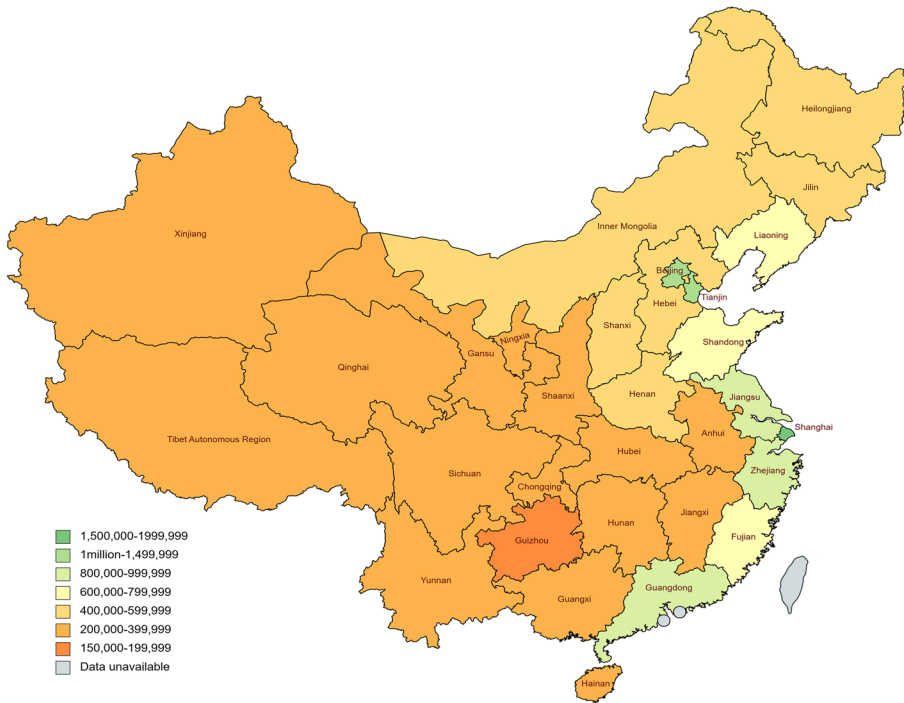 Heilongjiang
Jilin
Xinjiang
Inner Mongolia
Liaoning
Beijing
Tianjin
Hebei
Shanxi
Ningxia
Shandong
Gansu
Qinghai
Shaanxi
Henan
Jiangsu
Shanghai
Anhui
Tibet Autonomous Region
Hubei
Sichuan
Zhejiang
Chongqing
Jiangxi
Hunan
Guizhou
Fujian
Yunnan
Guangdong
Guangxi
Hainan
1,500,000-1999,999
1million-1,499,999
800,000-999,999
600,000-799,999
400,000-599,999
200,000-399,999
150,000-199,999
Data unavailable